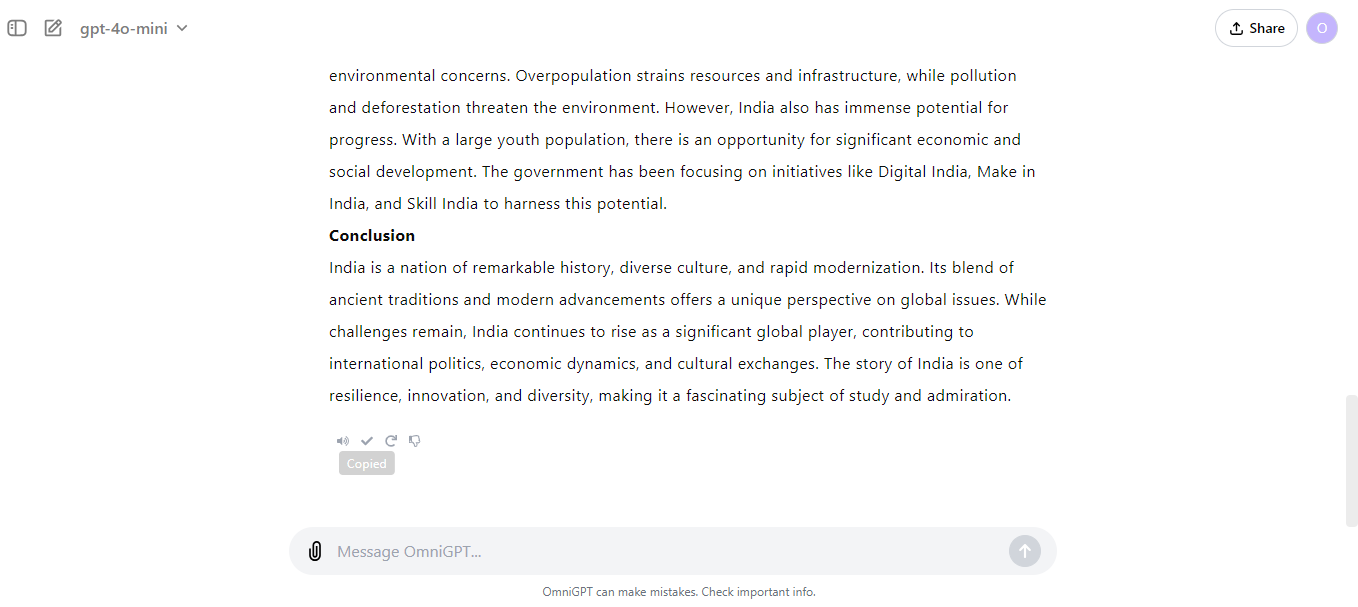 gpt-4o-mini
Share
O
environmental concerns. Overpopulation strains resources and infrastructure, while pollution
and deforestation threaten the environment. However, India also has immense potential for
progress. With a large youth population, there is an opportunity for significant economic and
social development. The government has been focusing on initiatives like Digital India, Make in
India, and Skill India to harness this potential.
Conclusion
India is a nation of remarkable history, diverse culture, and rapid modernization. Its blend of
ancient traditions and modern advancements offers a unique perspective on global issues. While
challenges remain, India continues to rise as a significant global player, contributing to
international politics, economic dynamics, and cultural exchanges. The story of India is one of
resilience, innovation, and diversity, making it a fascinating subject of study and admiration.
Copied
Message OmniGPT...
OmniGPT can make mistakes. Check important info.